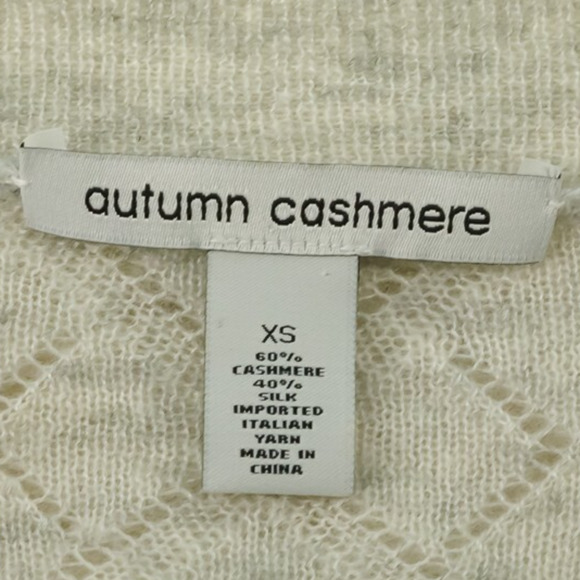 autumn cashmere
XS
60%
CASHMERE
40%
SILK
IMPORTED
ITALIAN
YARN
MADE IN
CHINA